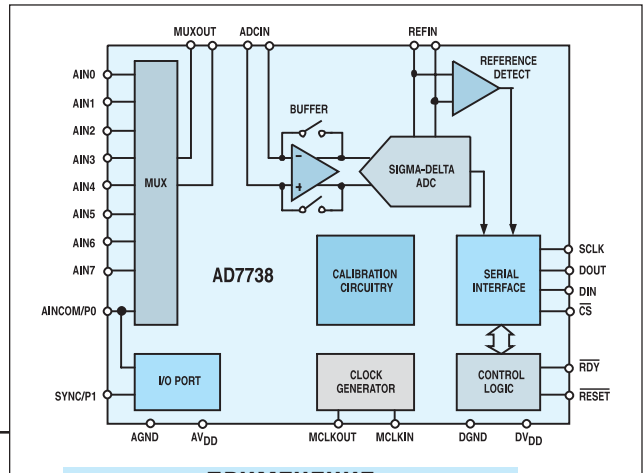 MUXOUT ADCIN REFIN
REFERENCE
DETECT
AIN0
AIN1
AIN2
AIN3
AIN4
AIN5
AIN6
AIN7
AINCOM/P0
SYNC/P1
MUX
BUFFER
–
+
SIGMA-DELTA
ADC
AD7738
CALIBRATION
CIRCUITRY
SERIAL
INTERFACE
SCLK
DOUT
DIN
CS
I/O PORT
CLOCK
GENERATOR
CONTROL
LOGIC
RDY
RESET
AGND AVDD MCLKOUT MCLKIN DGND DVDD